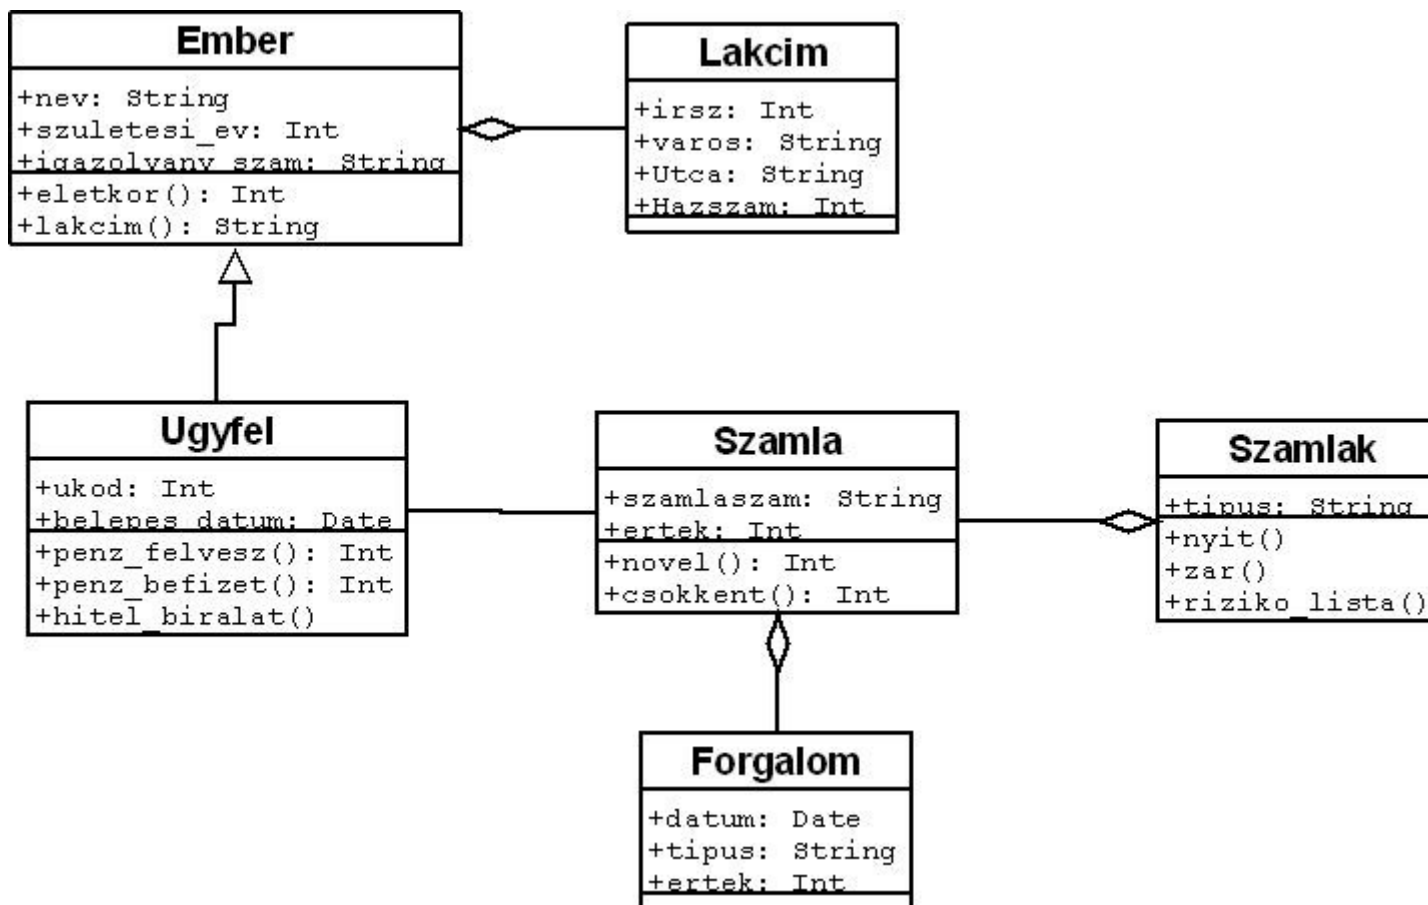 Ember
+nev: String
+szuletesi_ev: Int
+igazolvany_szam: String
+eletkor(): Int
+lakcim(): String
Lakcim
+irsz: Int
+varos: String
+Utca: String
+Hazszam: Int
Ugyfel
+ukod: Int
+belepes_datum: Date
+penz_felvesz(): Int
+penz_befizet(): Int
+hitel_biralat()
Szamla
+szamlaszam: String
+ertek: Int
+novel(): Int
+csokkent(): Int
Szamlak
+tipus: String
+nyit()
+zar()
+riziko_lista()
Forgalom
+datum: Date
+tipus: String
+ertek: Int